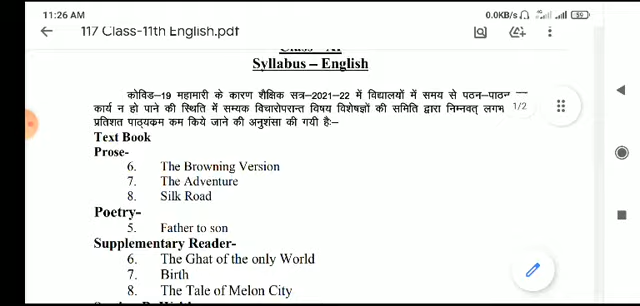 11:26 AM
0.0KB/s
59
117 Class-11th English.pdf
Syllabus – English
कोविड–19 महामारी के कारण शैक्षिक सत्र–2021–22 में विद्यालयों में समय से पठन–पाठन
कार्य न हो पाने की स्थिति में सम्यक विचारोपरान्त विषय विशेषज्ञों की समिति द्वारा निम्नवत्
1/2
प्रतिशत पाठ्यक्रम कम किये जाने की अनुशंसा की गयी है:–
Text Book
Prose-
6. The Browning Version
7. The Adventure
8. Silk Road
Poetry-
5. Father to son
Supplementary Reader-
6. The Ghat of the only World
7. Birth
8. The Tale of Melon City